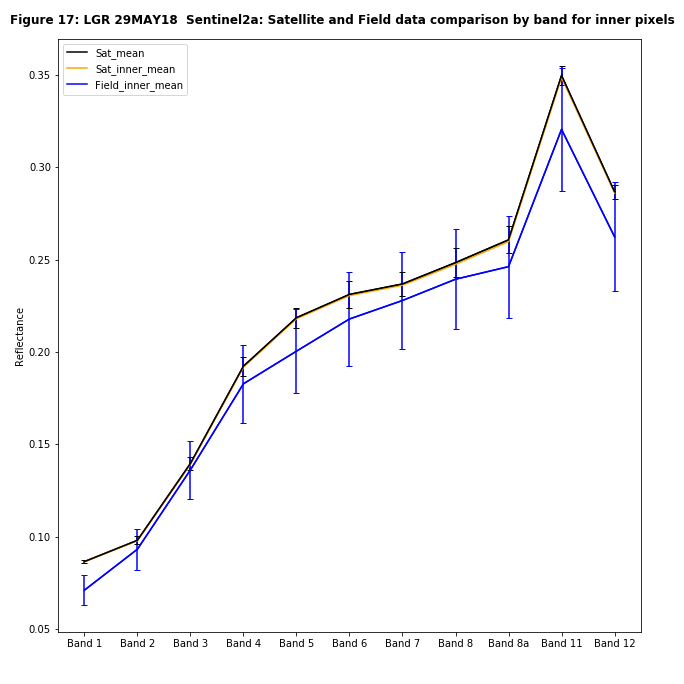 Figure 17: LGR 29MAY18  Sentinel2a: Satellite and Field data comparison by band for inner pixels
Sat_mean
Sat_inner_mean
Field_inner_mean
Reflectance
0.35
0.30
0.25
0.20
0.15
0.10
0.05
Band 1 Band 2 Band 3 Band 4 Band 5 Band 6 Band 7 Band 8 Band 8a Band 11 Band 12